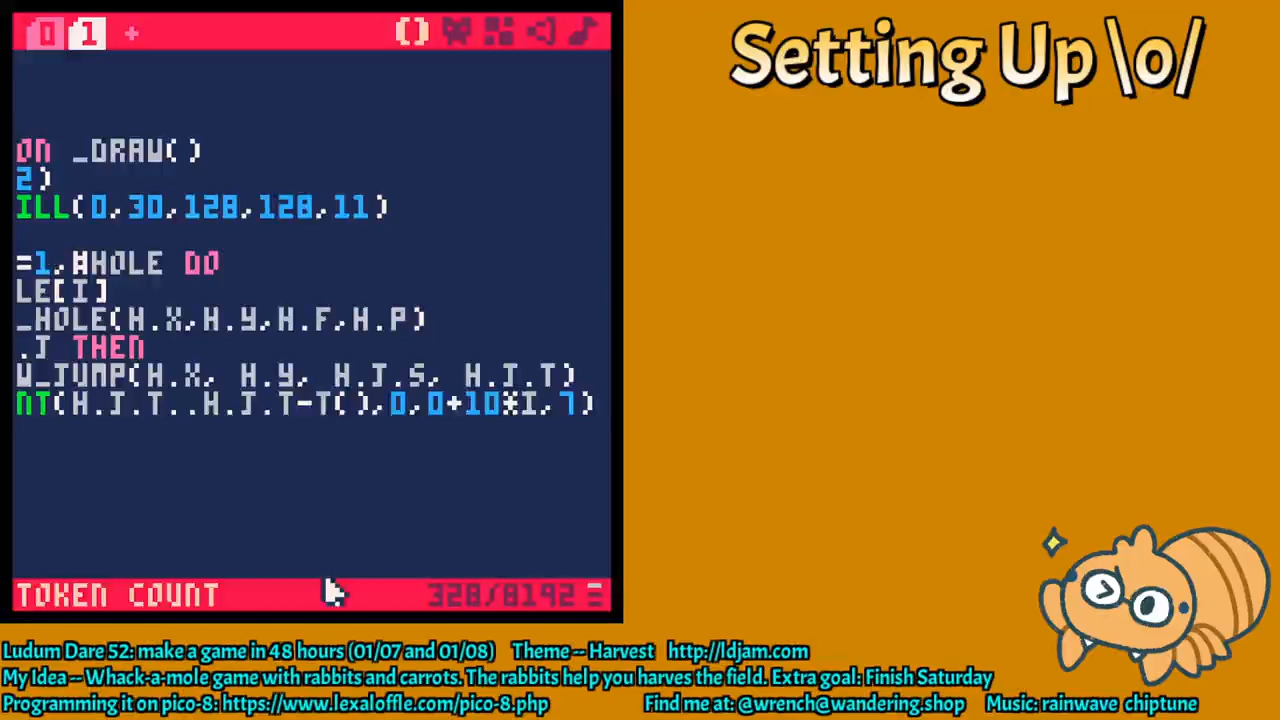 0 1 +
Setting Up \o/
ON _DRAW()
2)
ILL(0,30,128,128,11)
=1,#HOLE DO
LE[I]
_HOLE(H.X,H.Y,H.F,H.P)
.J THEN
W_JUMP(H.X, H.Y, H.J.S, H.J.T)
NT(H.J.T..H.J.T-T(),0,0+10*I,7)
TOKEN COUNT 328/8192
Ludum Dare 52: make a game in 48 hours (01/07 and 01/08) Theme -- Harvest http://ldjam.com
My Idea -- Whack-a-mole game with rabbits and carrots. The rabbits help you harves the field. Extra goal: Finish Saturday
Programming it on pico-8: https://www.lexaloffle.com/pico-8.php Find me at: @wrench@wandering.shop Music: rainwave chiptune